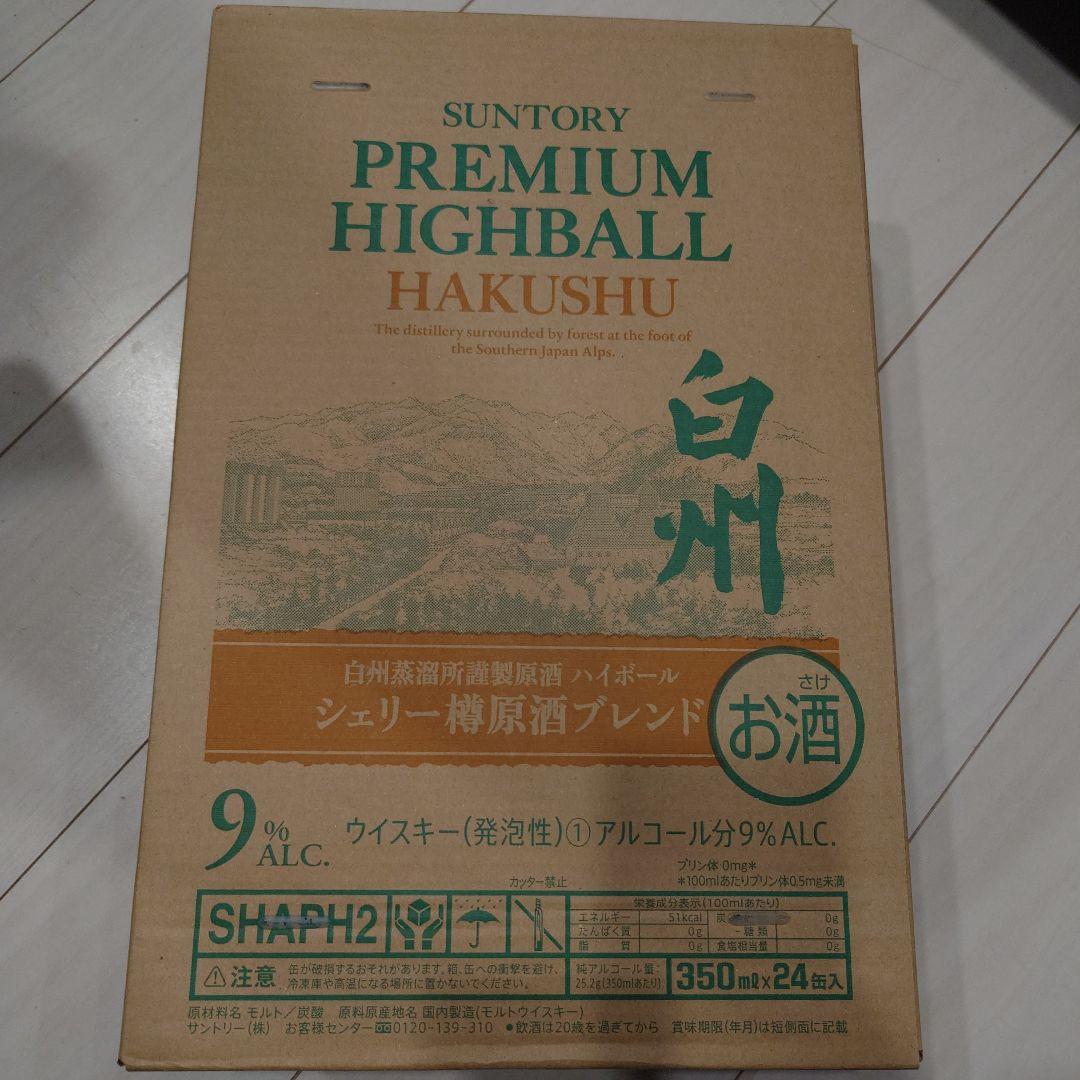 SUNTORY
PREMIUM
HIGHBALL
HAKUSHU
The distillery surrounded by forest at the foot of
the Southern Japan Alps.
白州
白州蒸溜所謹製原酒 ハイボール
シェリー樽原酒ブレンド
さけ
お酒
9%
ALC.
ウイスキー(発泡性)① アルコール分9%ALC.
プリン体 0mg*
*100mlあたりプリン体0.5mg未満
カッター禁止
SHAPH2
栄養成分表示(100mlあたり)
エネルギー 51kcal 炭 0g
たんぱく質 0g -糖類 0g
脂質 0g 食塩相当量 0g
注意 缶が破損するおそれがあります。箱、缶への衝撃を避け、
冷凍庫や高温になる場所に置かないでください。
純アルコール量:
25.2g(350mlあたり)
350ml×24缶入
原材料名 モルト/炭酸 原料原産地名 国内製造(モルトウイスキー)
サントリー(株) お客様センター 0120-139-310 ●飲酒は20歳を過ぎてから 賞味期限(年月)は短側面に記載